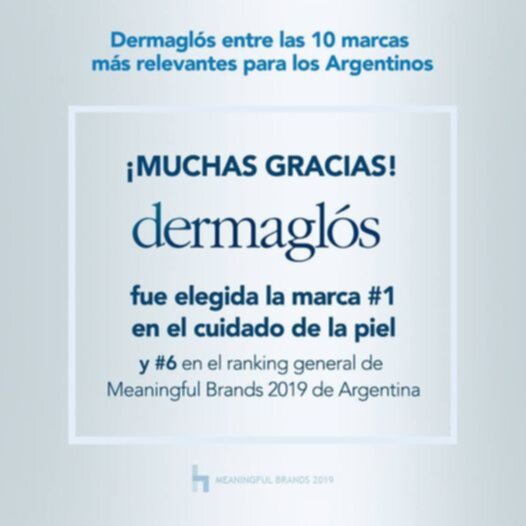 Dermaglós entre las 10 marcas
más relevantes para los Argentinos
¡MUCHAS GRACIAS!
dermaglós
fue elegida la marca #1
en el cuidado de la piel
y #6 en el ranking general de
Meaningful Brands 2019 de Argentina
MEANINGFUL BRANDS 2019